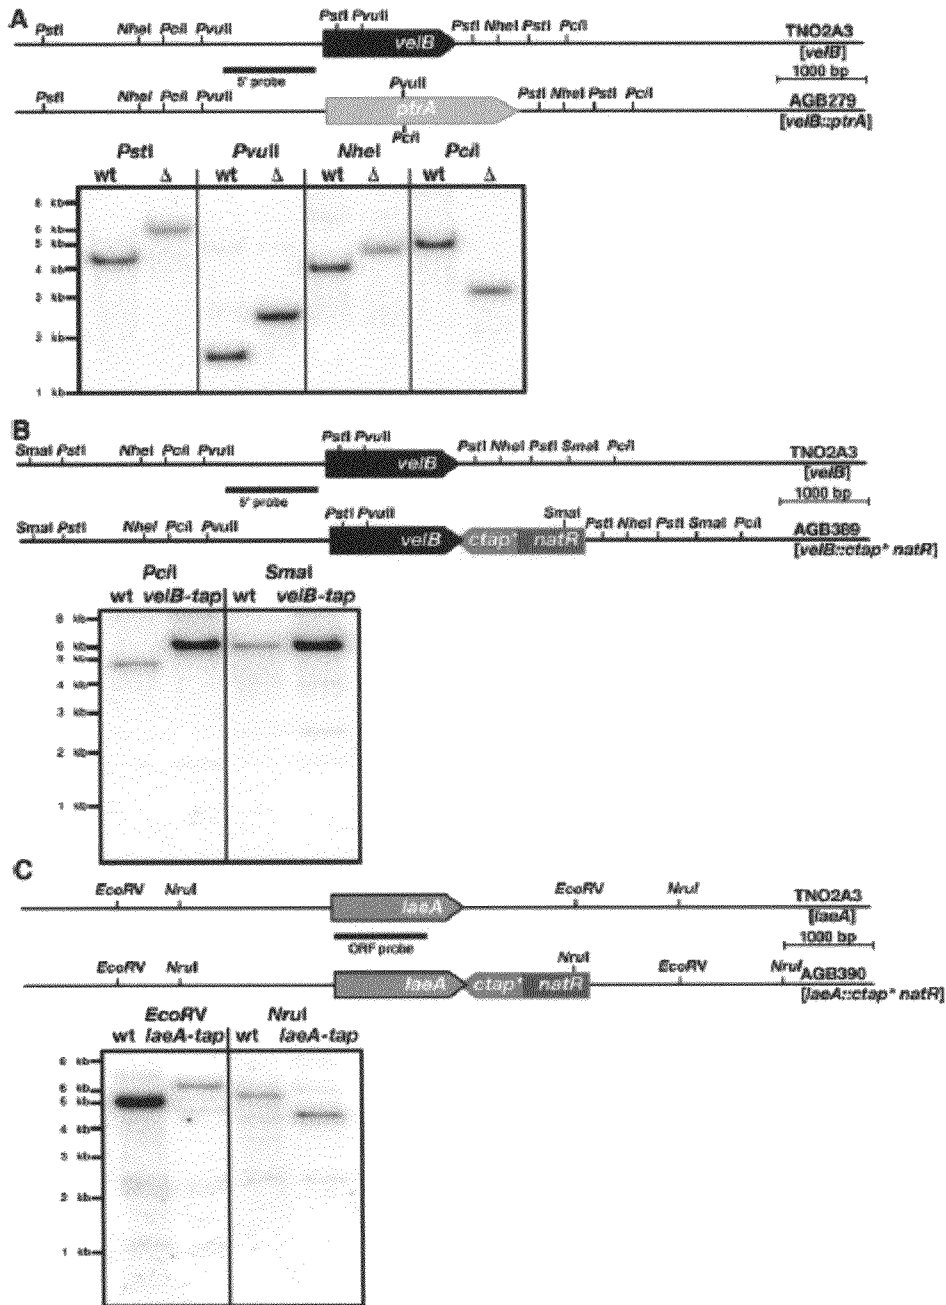 A
PstI NheI PciI PvuII PstI PvuII velB PstI NheI PstI PciI TNO2A3
[velB]
5' probe 1000 bp
PstI NheI PciI PvuII PvuII ptrA PstI NheI PstI PciI AGB279
PciI [velB::ptrA]
PstI PvuII NheI PciI
wt Δ wt Δ wt Δ wt Δ
8 kb
6 kb
5 kb
4 kb
3 kb
2 kb
1 kb
B
SmaI PstI NheI PciI PvuII PstI PvuII velB PstI NheI PstI SmaI PciI TNO2A3
[velB]
5' probe 1000 bp
SmaI PstI NheI PciI PvuII PstI PvuII velB ctap* natR SmaI PstI NheI PstI SmaI PciI AGB389
[velB::ctap* natR]
PciI SmaI
wt velB-tap wt velB-tap
8 kb
6 kb
5 kb
4 kb
3 kb
2 kb
1 kb
C
EcoRV NruI laeA EcoRV NruI TNO2A3
[laeA]
ORF probe 1000 bp
EcoRV NruI laeA ctap* natR NruI EcoRV NruI AGB390
[laeA::ctap* natR]
EcoRV NruI
wt laeA-tap wt laeA-tap
8 kb
6 kb
5 kb
4 kb
3 kb
2 kb
1 kb